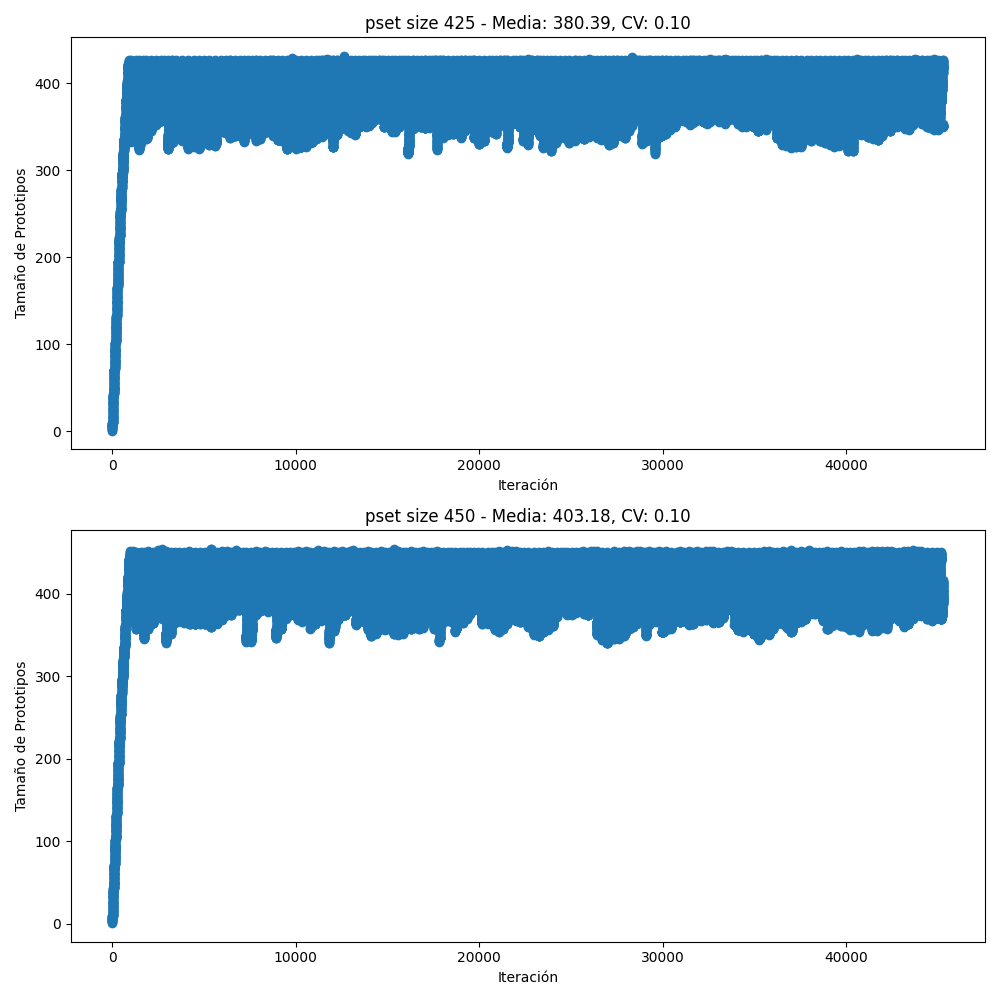 pset size 425 - Media: 380.39, CV: 0.10
400
300
200
100
0
Tamaño de Prototipos
0 10000 20000 30000 40000
Iteración
pset size 450 - Media: 403.18, CV: 0.10
400
300
200
100
0
Tamaño de Prototipos
0 10000 20000 30000 40000
Iteración